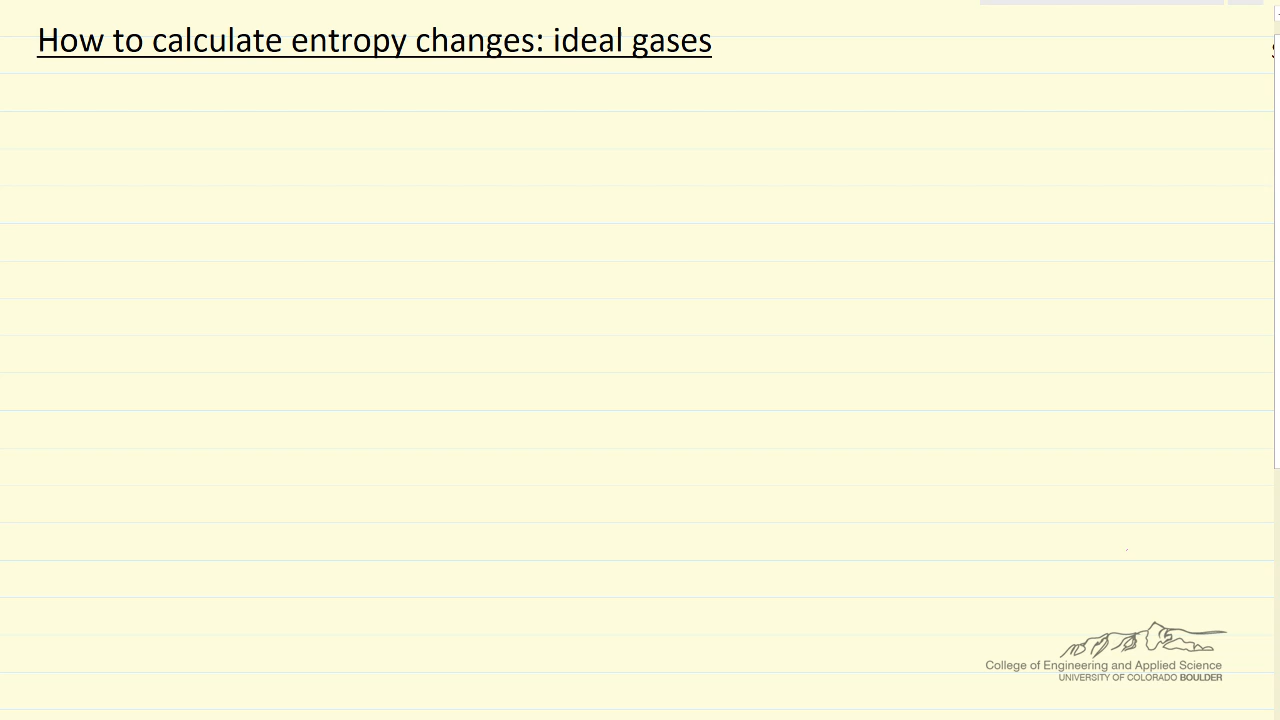 How to calculate entropy changes: ideal gases
College of Engineering and Applied Science
UNIVERSITY OF COLORADO BOULDER